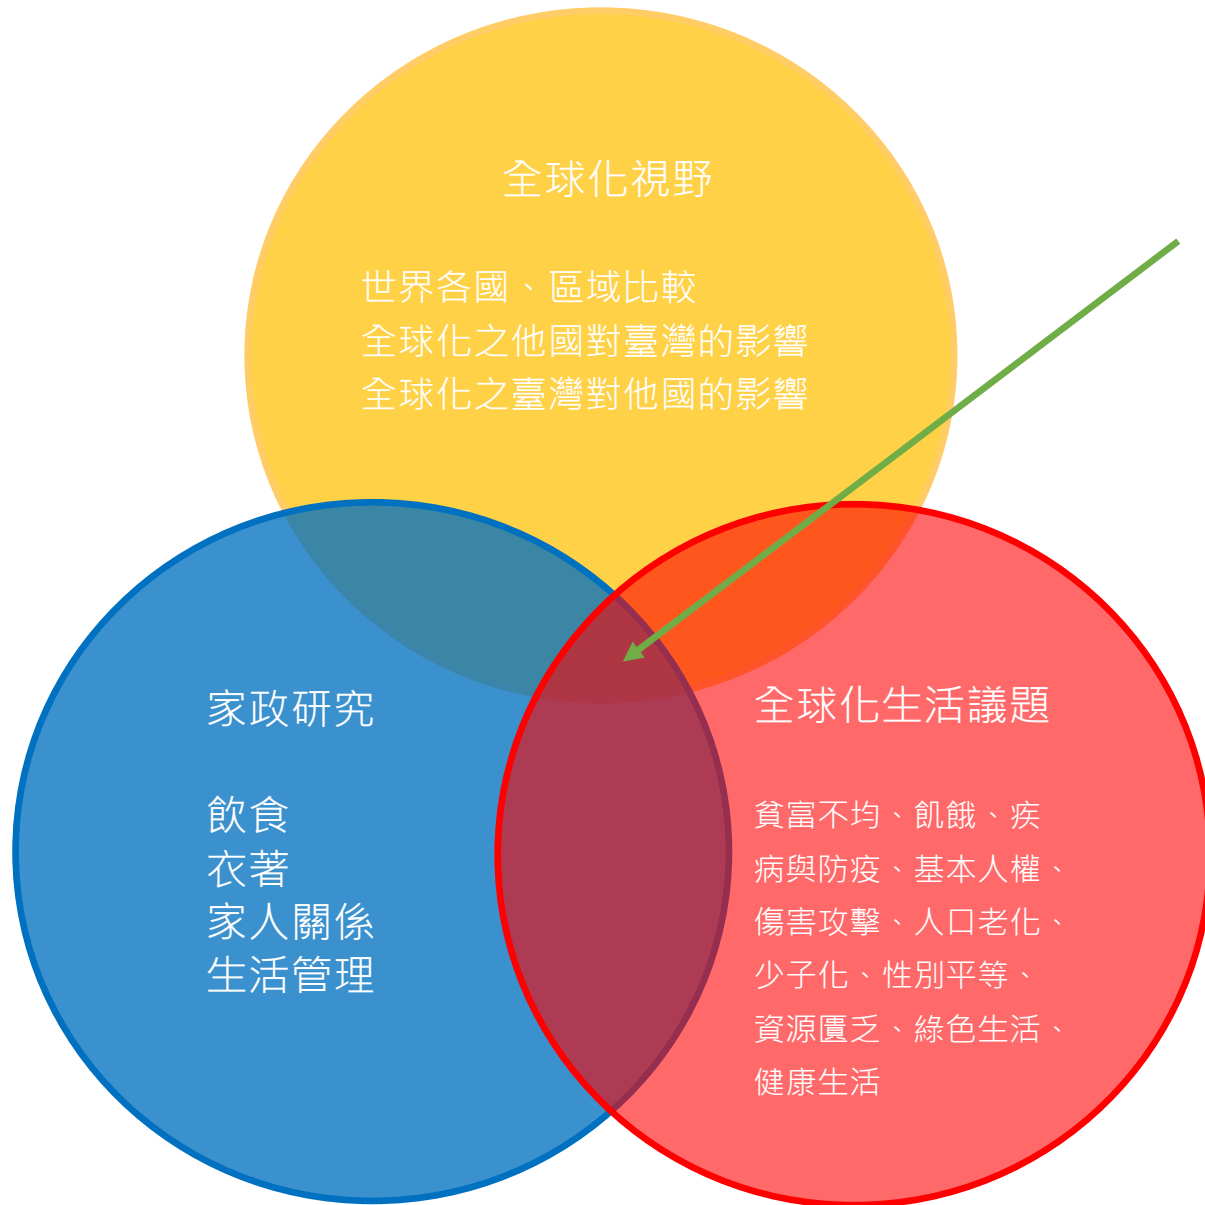 全球化視野
世界各國、區域比較
全球化之他國對臺灣的影響
全球化之臺灣對他國的影響
家政研究
飲食
衣著
家人關係
生活管理
全球化生活議題
貧富不均、飢餓、疾
病與防疫、基本人權、
傷害攻擊、人口老化、
少子化、性別平等、
資源匱乏、綠色生活、
健康生活